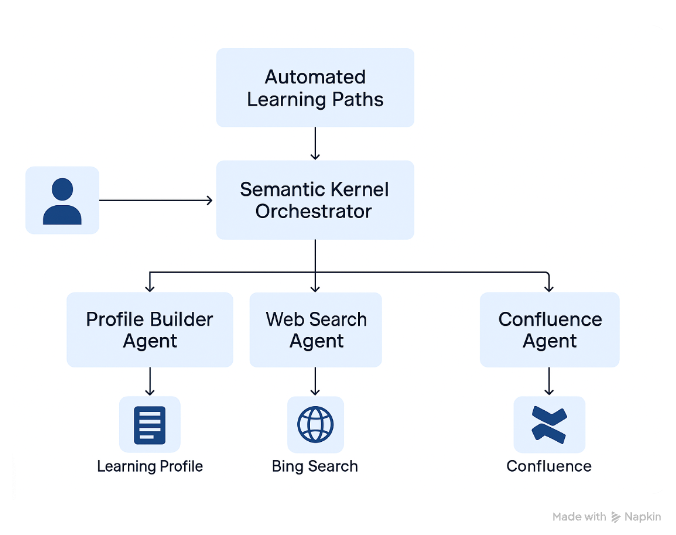 Automated
Learning Paths
Semantic Kernel
Orchestrator
Profile Builder
Agent
Web Search
Agent
Confluence
Agent
Learning Profile
Bing Search
Confluence
Made with Napkin